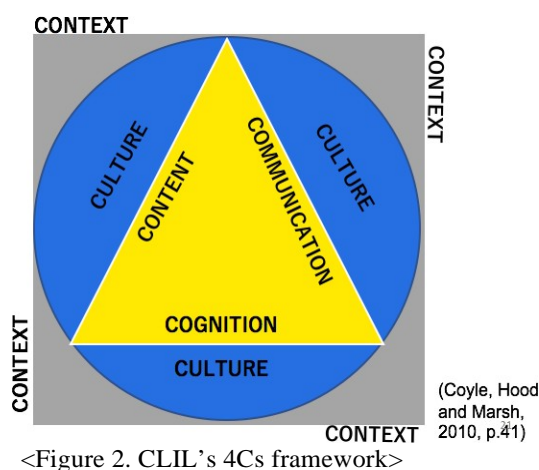 CONTEXT
CONTEXT
CULTURE
CULTURE
CONTENT
COMMUNICATION
COGNITION
CULTURE
CONTEXT
CONTEXT
(Coyle, Hood
and Marsh,
2010, p.41)
<Figure 2. CLIL's 4Cs framework>